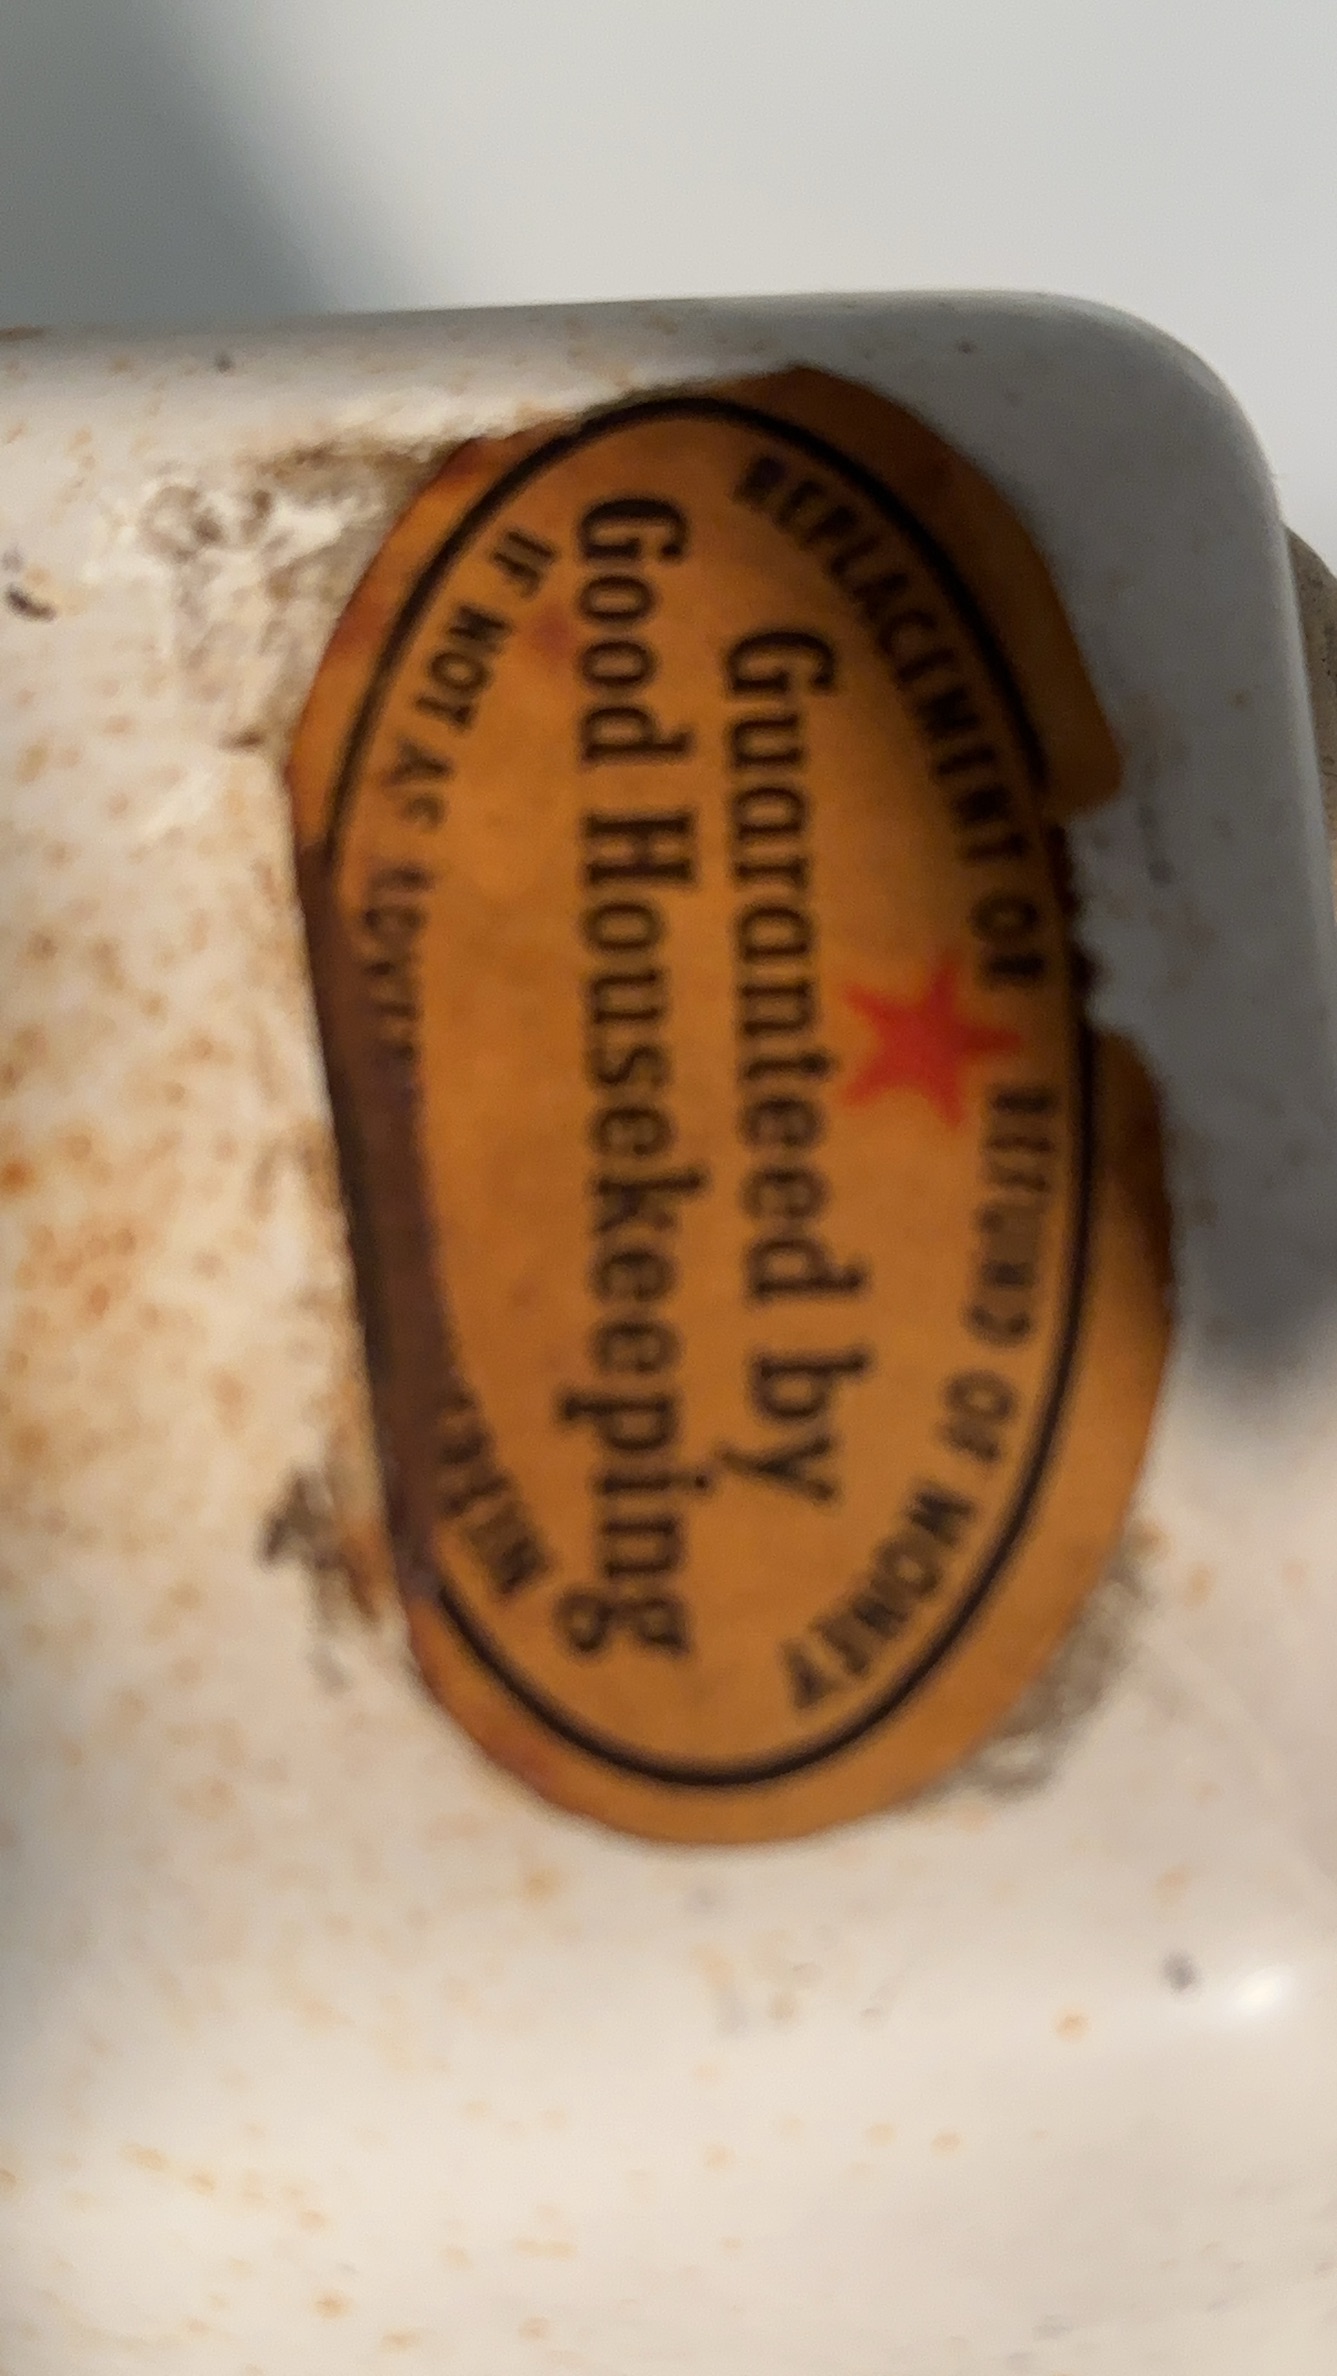 REPLACEMENT OR REFUND OF MONEY
Guaranteed by
Good Housekeeping
IF NOT AS